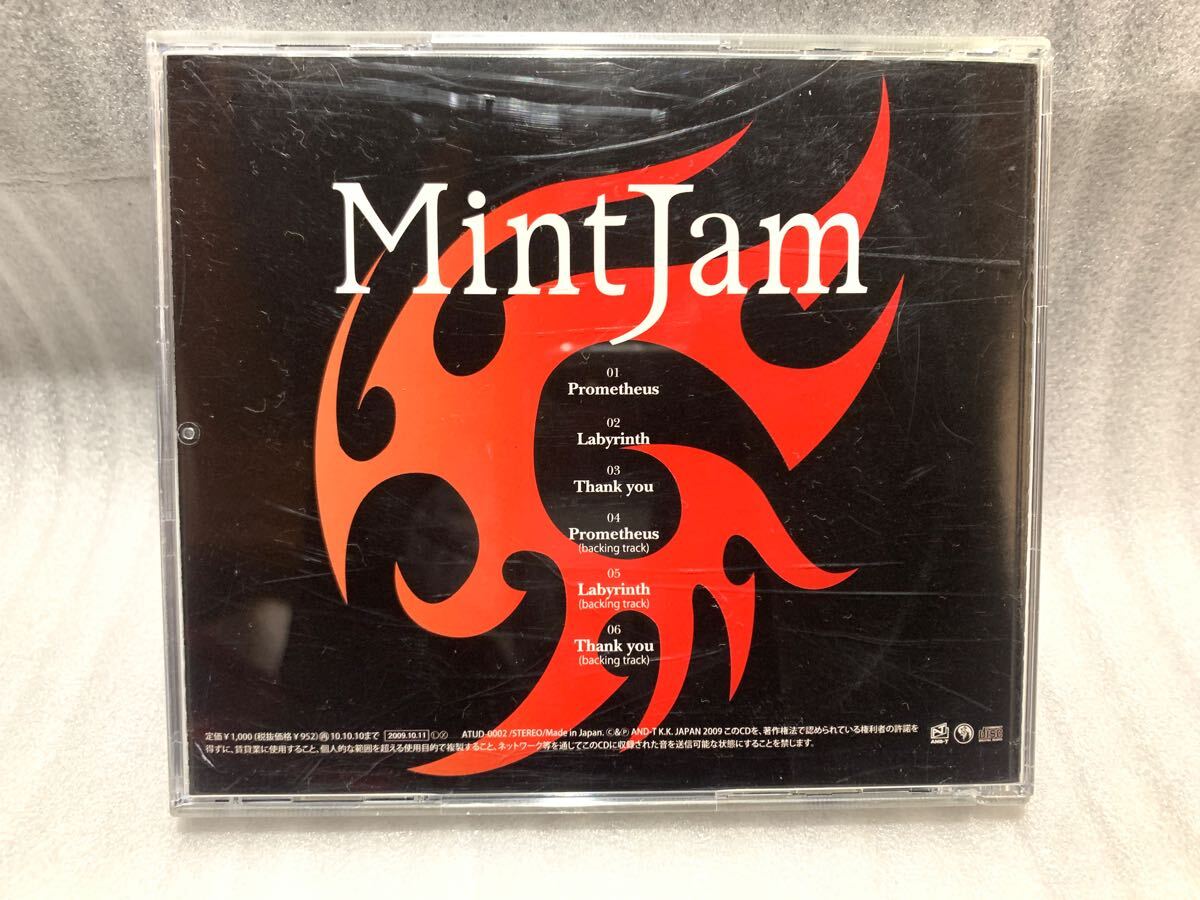 MintJam
01
Prometheus
02
Labyrinth
03
Thank you
04
Prometheus
(backing track)
05
Labyrinth
(backing track)
06
Thank you
(backing track)
定価￥1,000 (税抜価格￥952) 10.10.10まで 2009.10.11 ATUD-0002 /STEREO/Made in Japan. Ⓒ&Ⓟ AND-T K.K. JAPAN 2009 このCDを、著作権法で認められている権利者の許諾を
得ずに、賃貸業に使用すること、個人的な範囲を超える使用目的で複製すること、ネットワーク等を通じてこのCDに収録された音を送信可能な状態にすることを禁じます。
AND-T